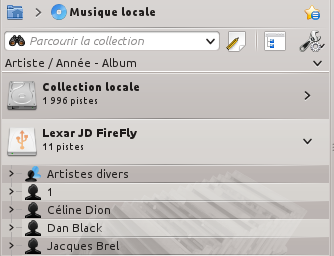 Musique locale
Parcourir la collection
Artiste / Année - Album
Collection locale
1 996 pistes
Lexar JD FireFly
11 pistes
Artistes divers
1
Céline Dion
Dan Black
Jacques Brel